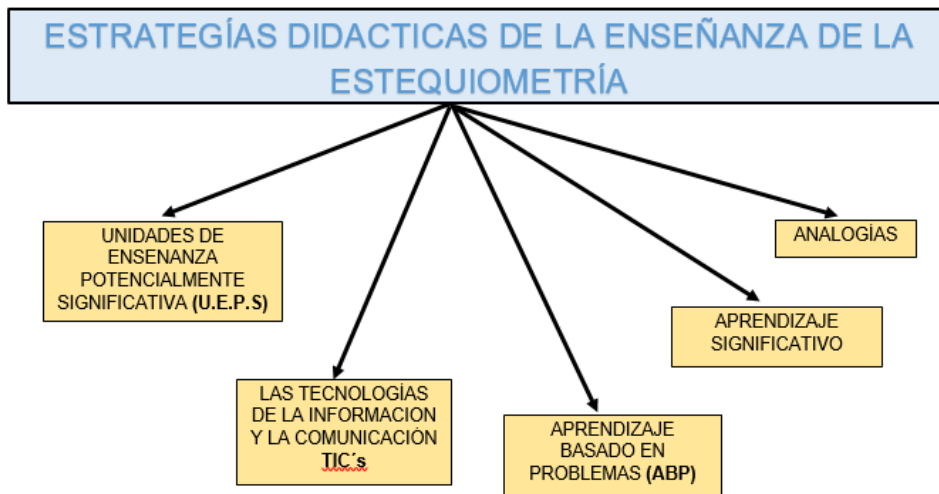 ESTRATEGÍAS DIDACTICAS DE LA ENSEÑANZA DE LA
ESTEQUIOMETRÍA
UNIDADES DE
ENSENANZA
POTENCIALMENTE
SIGNIFICATIVA (U.E.P.S)
LAS TECNOLOGÍAS
DE LA INFORMACION
Y LA COMUNICACIÓN
TIC´s
APRENDIZAJE
BASADO EN
PROBLEMAS (ABP)
APRENDIZAJE
SIGNIFICATIVO
ANALOGÍAS